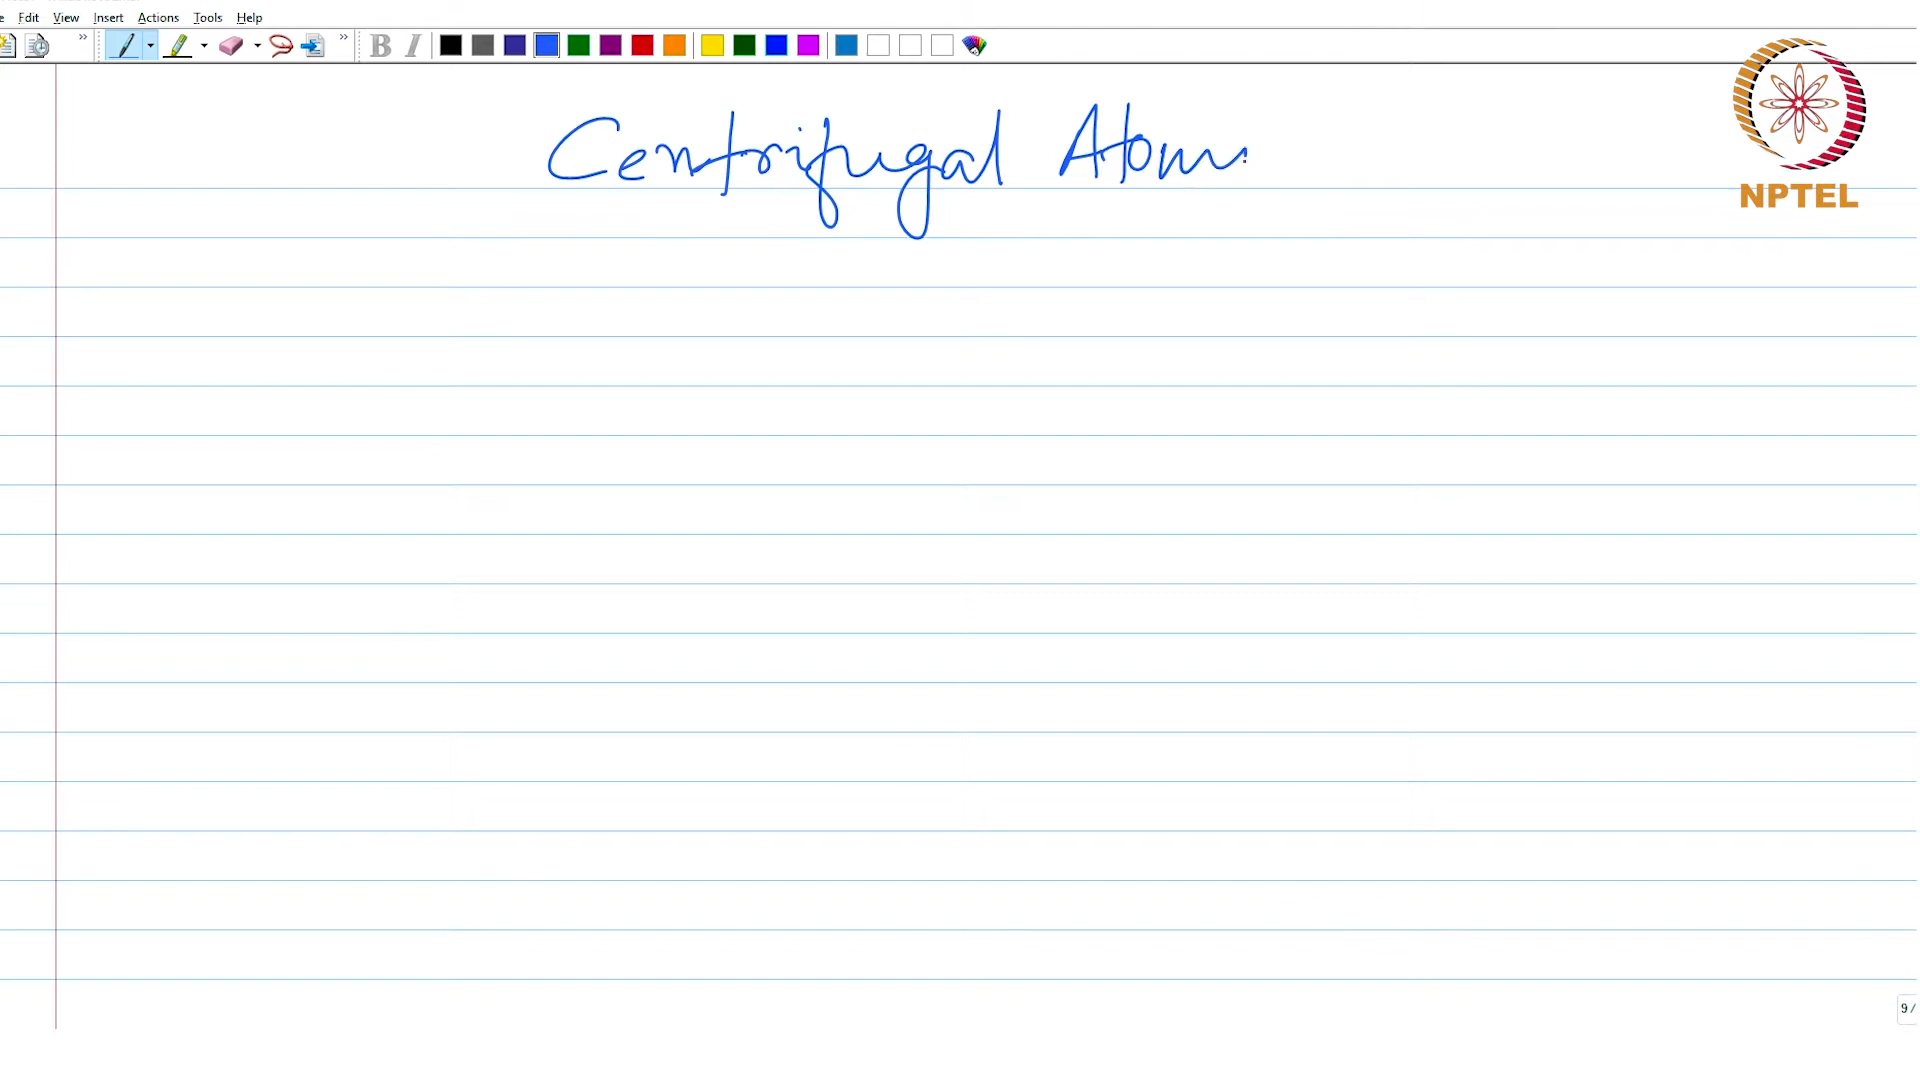 Edit View Insert Actions Tools Help
B I
Centrifugal Atom
NPTEL
9 /